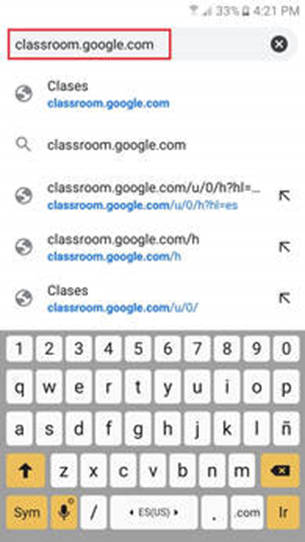 33% 4:21 PM
classroom.google.com
Clases
classroom.google.com
classroom.google.com
classroom.google.com/u/0/h?hl=...
classroom.google.com/u/0/h?hl=es
classroom.google.com/h
classroom.google.com/h
Clases
classroom.google.com/u/0/
1 2 3 4 5 6 7 8 9 0
q w e r t y u i o p
a s d f g h j k l ñ
z x c v b n m
Sym / ES(US) . .com Ir